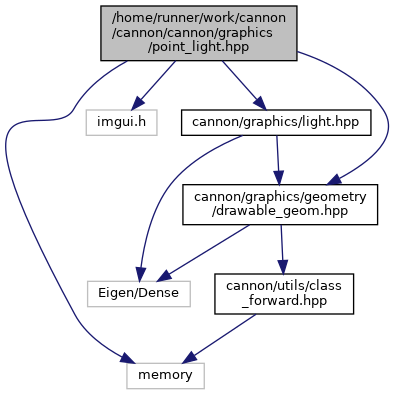 /home/runner/work/cannon
/cannon/cannon/graphics
/point_light.hpp
imgui.h
cannon/graphics/light.hpp
cannon/graphics/geometry
/drawable_geom.hpp
Eigen/Dense
cannon/utils/class
_forward.hpp
memory